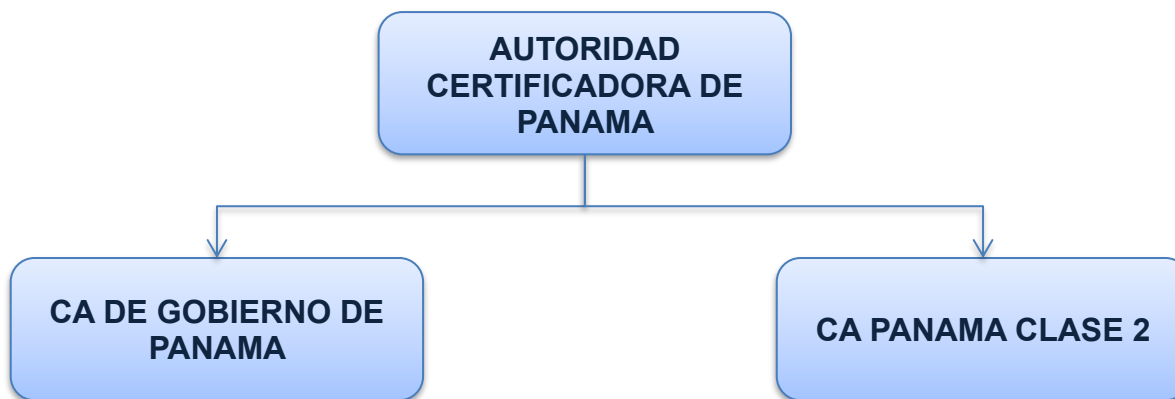 AUTORIDAD
CERTIFICADORA DE
PANAMA
CA DE GOBIERNO DE
PANAMA
CA PANAMA CLASE 2